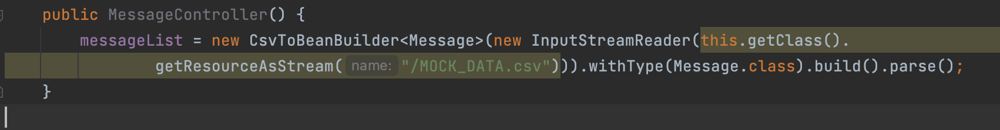 public MessageController() {
messageList = new CsvToBeanBuilder<Message>(new InputStreamReader(this.getClass().
getResourceAsStream( name: "/MOCK_DATA.csv"))).withType(Message.class).build().parse();
}